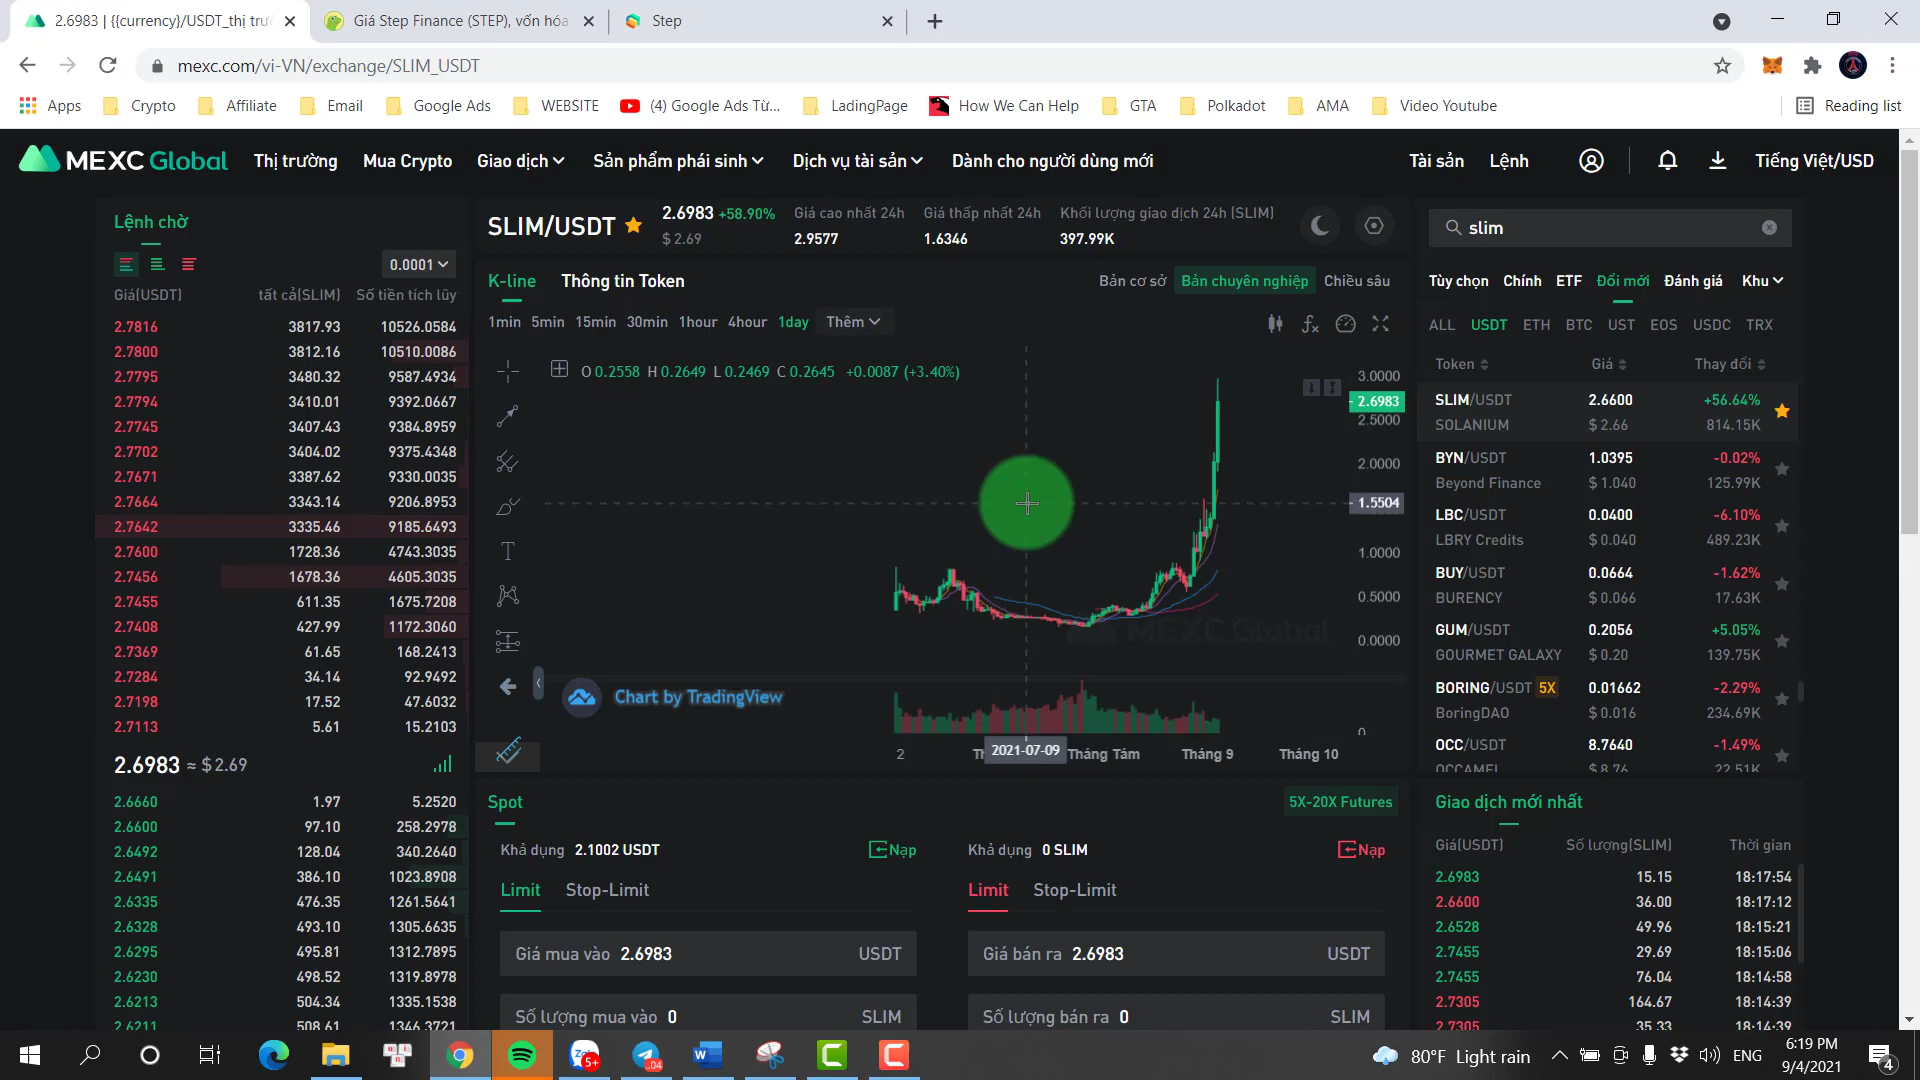 2.6983 | {{currency}}/USDT_thị trư
Giá Step Finance (STEP), vốn hóa
Step
mexc.com/vi-VN/exchange/SLIM_USDT
Apps
Crypto
Affiliate
Email
Google Ads
WEBSITE
(4) Google Ads Từ...
LadingPage
How We Can Help
GTA
Polkadot
AMA
Video Youtube
Reading list
MEXC Global
Thị trường
Mua Crypto
Giao dịch
Sản phẩm phái sinh
Dịch vụ tài sản
Dành cho người dùng mới
Tài sản
Lệnh
Tiếng Việt/USD
Lệnh chờ
0.0001
Giá(USDT) tất cả(SLIM) Số tiền tích lũy
2.7816 3817.93 10526.0584
2.7800 3812.16 10510.0086
2.7795 3480.32 9587.4934
2.7794 3410.01 9392.0667
2.7745 3407.43 9384.8959
2.7702 3404.02 9375.4348
2.7671 3387.62 9330.0035
2.7664 3343.14 9206.8953
2.7642 3335.46 9185.6493
2.7600 1728.36 4743.3035
2.7456 1678.36 4605.3035
2.7455 611.35 1675.7208
2.7408 427.99 1172.3060
2.7369 61.65 168.2413
2.7284 34.14 92.9492
2.7198 17.52 47.6032
2.7113 5.61 15.2103
2.6983 ≈ $ 2.69
2.6660 1.97 5.2520
2.6600 97.10 258.2978
2.6492 128.04 340.2640
2.6491 386.10 1023.8908
2.6335 476.35 1261.5641
2.6328 493.10 1305.6635
2.6295 495.81 1312.7895
2.6230 498.52 1319.8978
2.6213 504.34 1335.1538
2.6211 508.61 1346.3721
SLIM/USDT
2.6983 +58.90%
$ 2.69
Giá cao nhất 24h
2.9577
Giá thấp nhất 24h
1.6346
Khối lượng giao dịch 24h (SLIM)
397.99K
K-line
Thông tin Token
Bản cơ sở
Bản chuyên nghiệp
Chiều sâu
1min 5min 15min 30min 1hour 4hour 1day Thêm
O 0.2558 H 0.2649 L 0.2469 C 0.2645 +0.0087 (+3.40%)
3.0000
2.6983
2.5000
2.0000
1.5504
1.0000
0.5000
0.0000
MEXC Global
Chart by TradingView
0
2
2021-07-09
Tháng Tám
Tháng 9
Tháng 10
Spot
5X-20X Futures
Khả dụng 2.1002 USDT
Nạp
Limit
Stop-Limit
Giá mua vào 2.6983 USDT
Số lượng mua vào 0 SLIM
Khả dụng 0 SLIM
Nạp
Limit
Stop-Limit
Giá bán ra 2.6983 USDT
Số lượng bán ra 0 SLIM
slim
Tùy chọn Chính ETF Đổi mới Đánh giá Khu
ALL USDT ETH BTC UST EOS USDC TRX
Token Giá Thay đổi
SLIM/USDT 2.6600 +56.64%
SOLANIUM $ 2.66 814.15K
BYN/USDT 1.0395 -0.02%
Beyond Finance $ 1.040 125.99K
LBC/USDT 0.0400 -6.10%
LBRY Credits $ 0.040 489.23K
BUY/USDT 0.0664 -1.62%
BURENCY $ 0.066 17.63K
GUM/USDT 0.2056 +5.05%
GOURMET GALAXY $ 0.20 139.75K
BORING/USDT 5X 0.01662 -2.29%
BoringDAO $ 0.016 234.69K
OCC/USDT 8.7640 -1.49%
OCCAMFI $ 8.76 22.51K
Giao dịch mới nhất
Giá(USDT) Số lượng(SLIM) Thời gian
2.6983 15.15 18:17:54
2.6600 36.00 18:17:12
2.6528 49.96 18:15:21
2.7455 29.69 18:15:06
2.7455 76.04 18:14:58
2.7305 164.67 18:14:39
2.7305 35.33 18:14:39
80°F Light rain
ENG
6:19 PM
9/4/2021
4